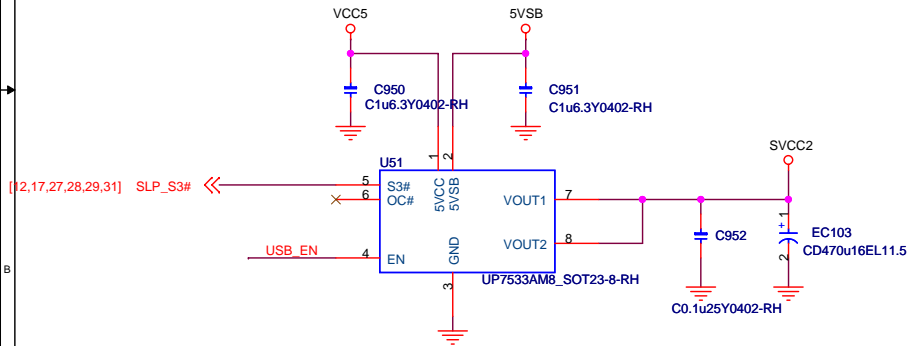 VCC5
5VSB
C950
C1u6.3Y0402-RH
C951
C1u6.3Y0402-RH
1
2
U51
SVCC2
[12,17,27,28,29,31] SLP_S3#
5
S3#
5VCC
5VSB
6
OC#
VOUT1
7
+
1
C952
EC103
CD470u16EL11.5
VOUT2
8
2
USB_EN
4
EN
GND
B
UP7533AM8_SOT23-8-RH
3
C0.1u25Y0402-RH